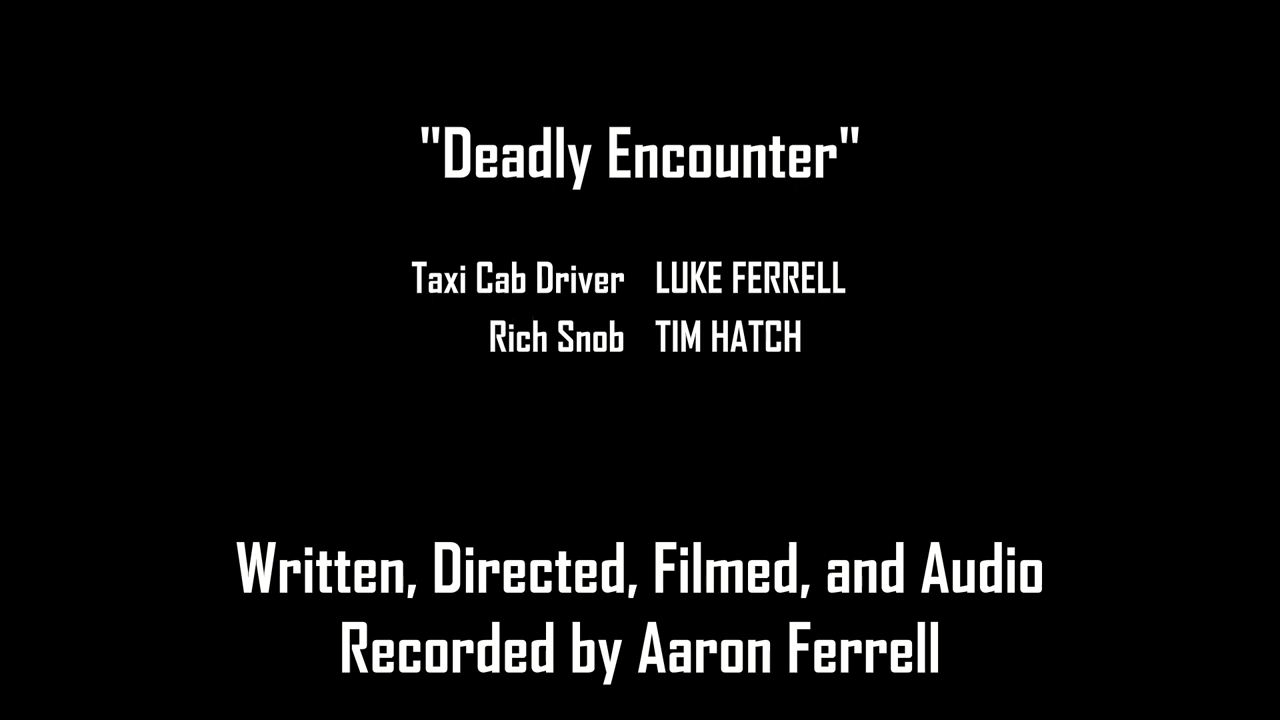 "Deadly Encounter"
Taxi Cab Driver LUKE FERRELL
Rich Snob TIM HATCH
Written, Directed, Filmed, and Audio
Recorded by Aaron Ferrell